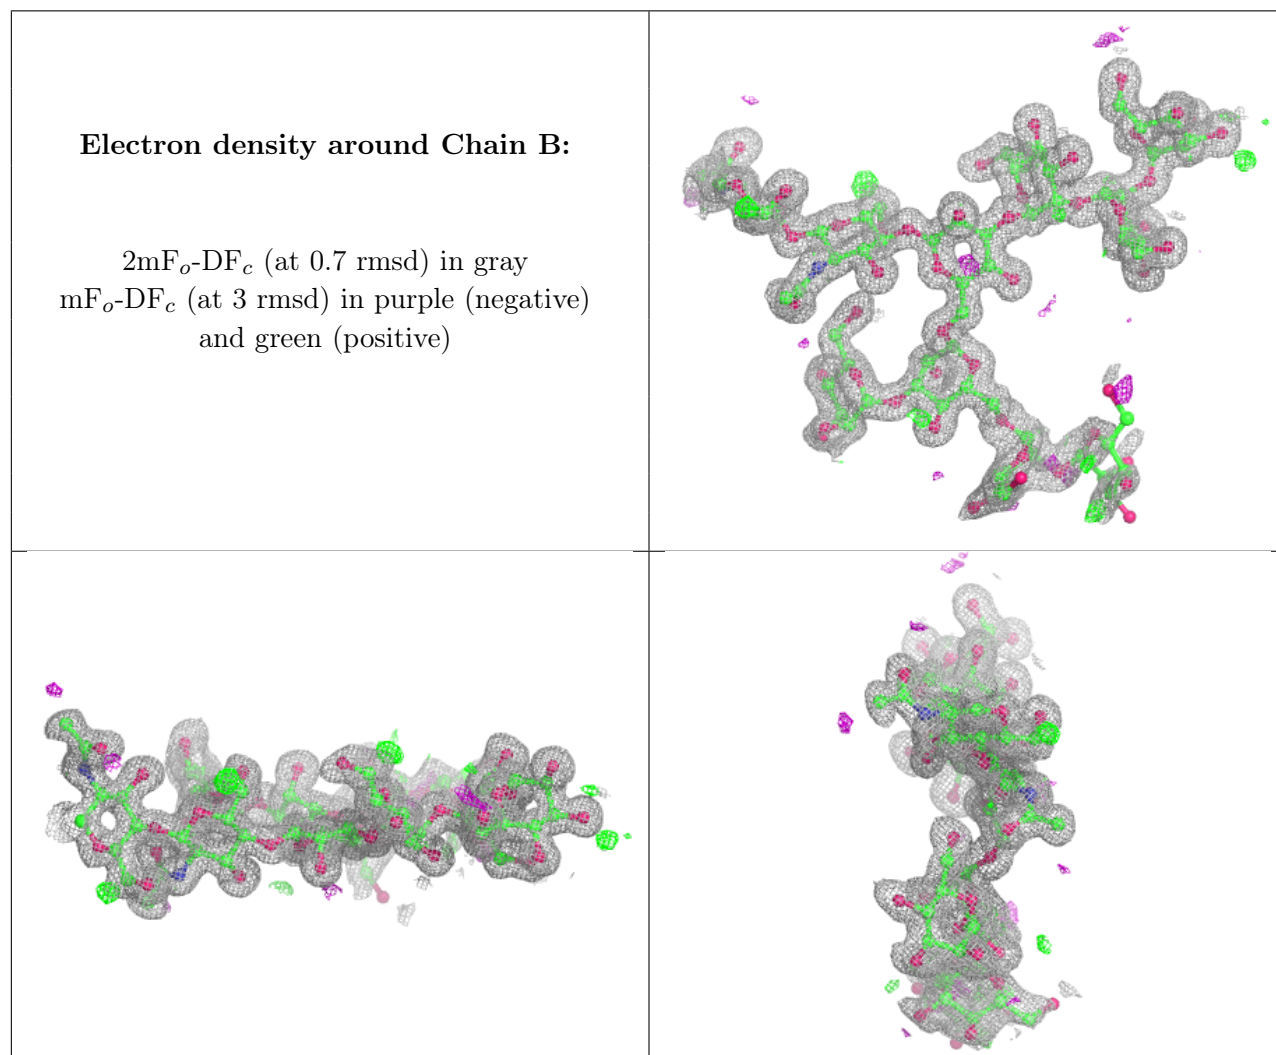 Electron density around Chain B:
2mFo-DFc (at 0.7 rmsd) in gray
mFo-DFc (at 3 rmsd) in purple (negative)
and green (positive)